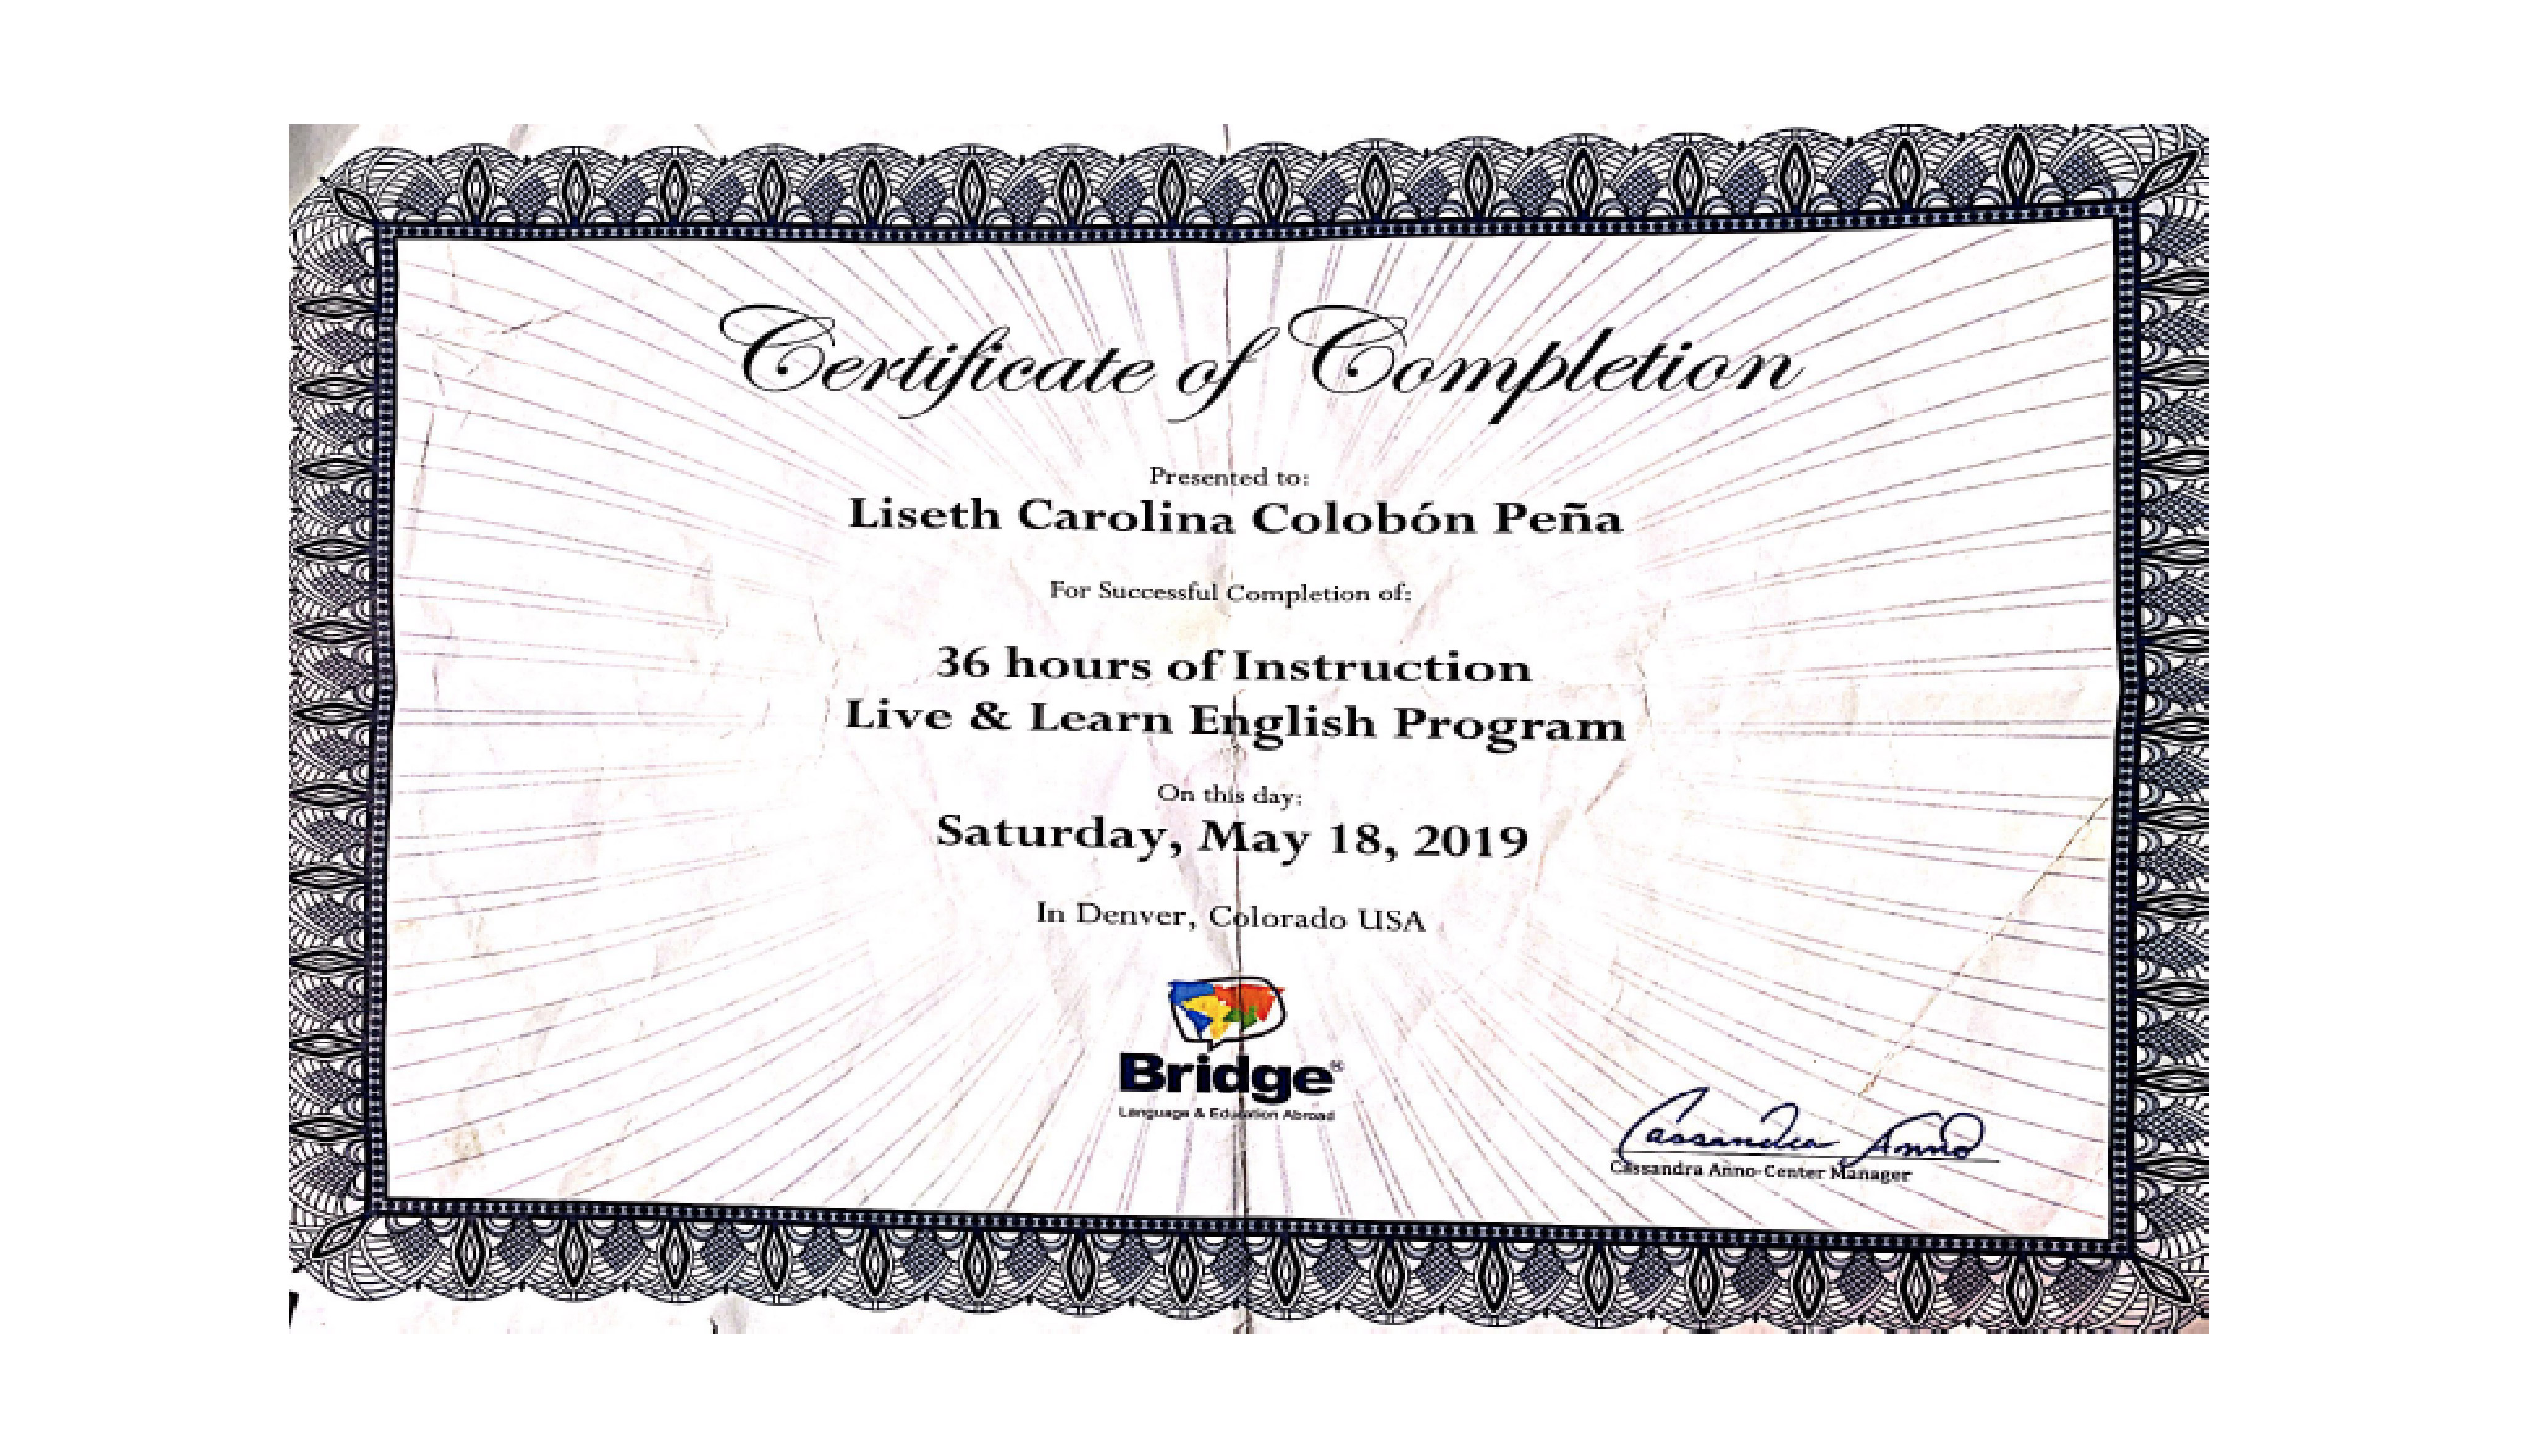 Certificate of Completion
Presented to:
Liseth Carolina Colobón Peña
For Successful Completion of:
36 hours of Instruction
Live & Learn English Program
On this day:
Saturday, May 18, 2019
In Denver, Colorado USA
Bridge®
Language & Education Abroad
Cassandra Anno
Cassandra Anno-Center Manager